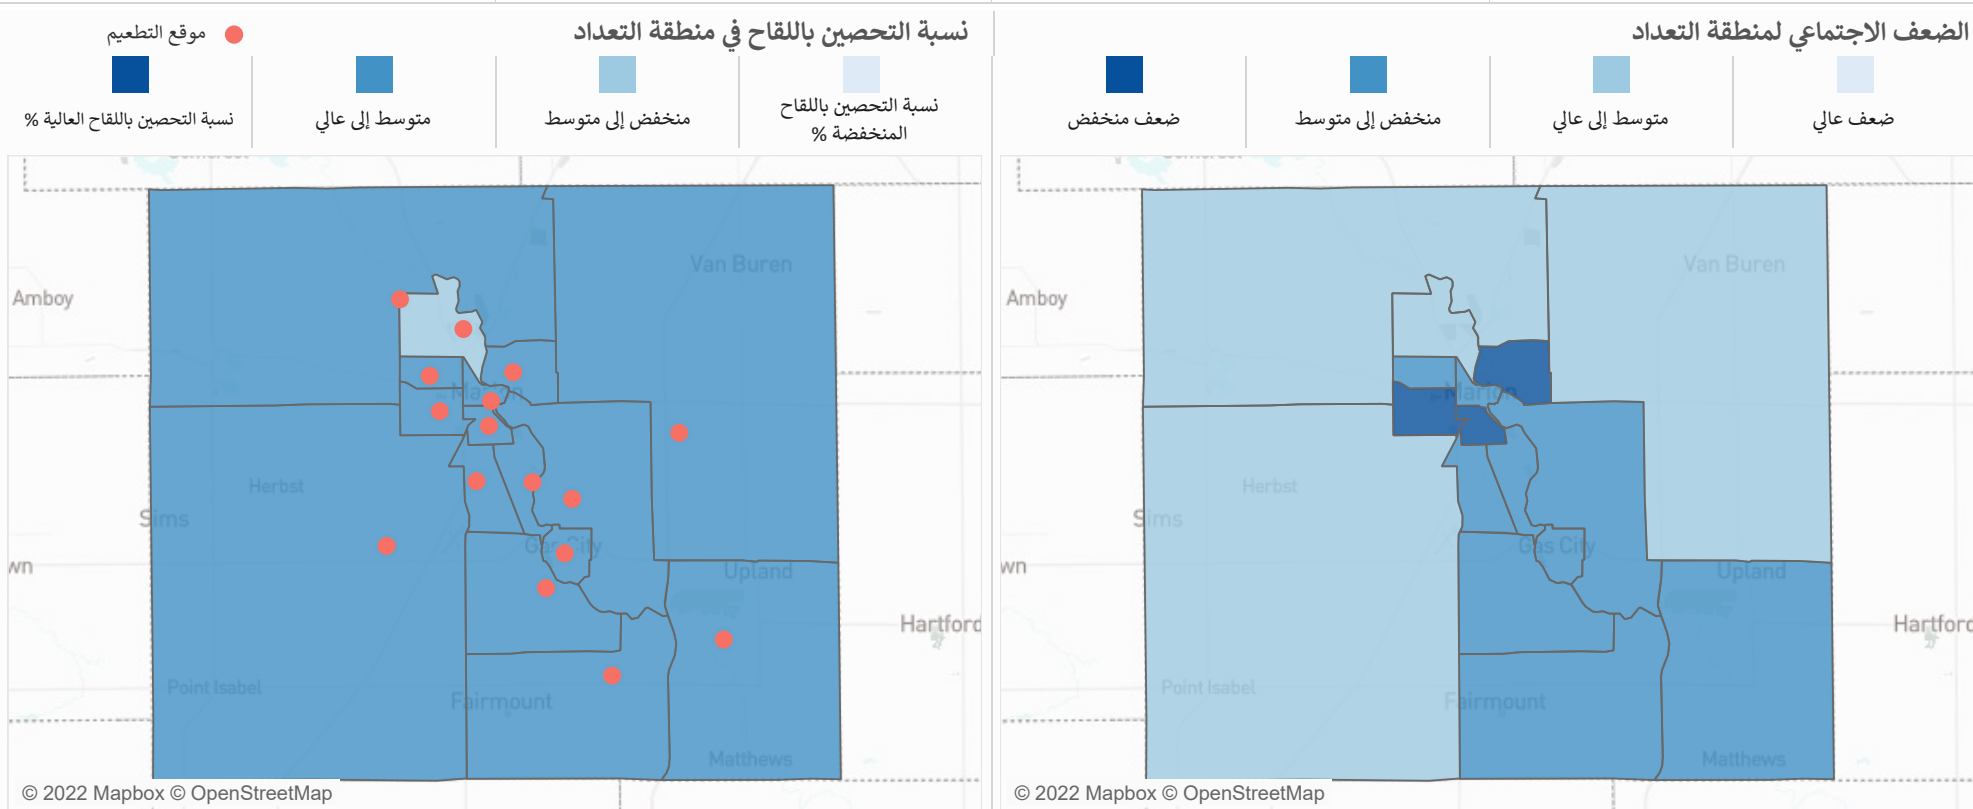 الضعف الاجتماعي لمنطقة التعداد
ضعف عالي
متوسط إلى عالي
منخفض إلى متوسط
ضعف منخفض
Van Buren
Amboy
Marion
Herbst
Sims
Gas City
wn
Upland
Hartford
Point Isabel
Fairmount
Matthews
© 2022 Mapbox © OpenStreetMap
نسبة التحصين باللقاح في منطقة التعداد
موقع التطعيم
نسبة التحصين باللقاح
المنخفضة %
منخفض إلى متوسط
متوسط إلى عالي
نسبة التحصين باللقاح العالية %
Van Buren
Amboy
Marion
Herbst
Sims
Gas City
wn
Upland
Hartford
Point Isabel
Fairmount
Matthews
© 2022 Mapbox © OpenStreetMap